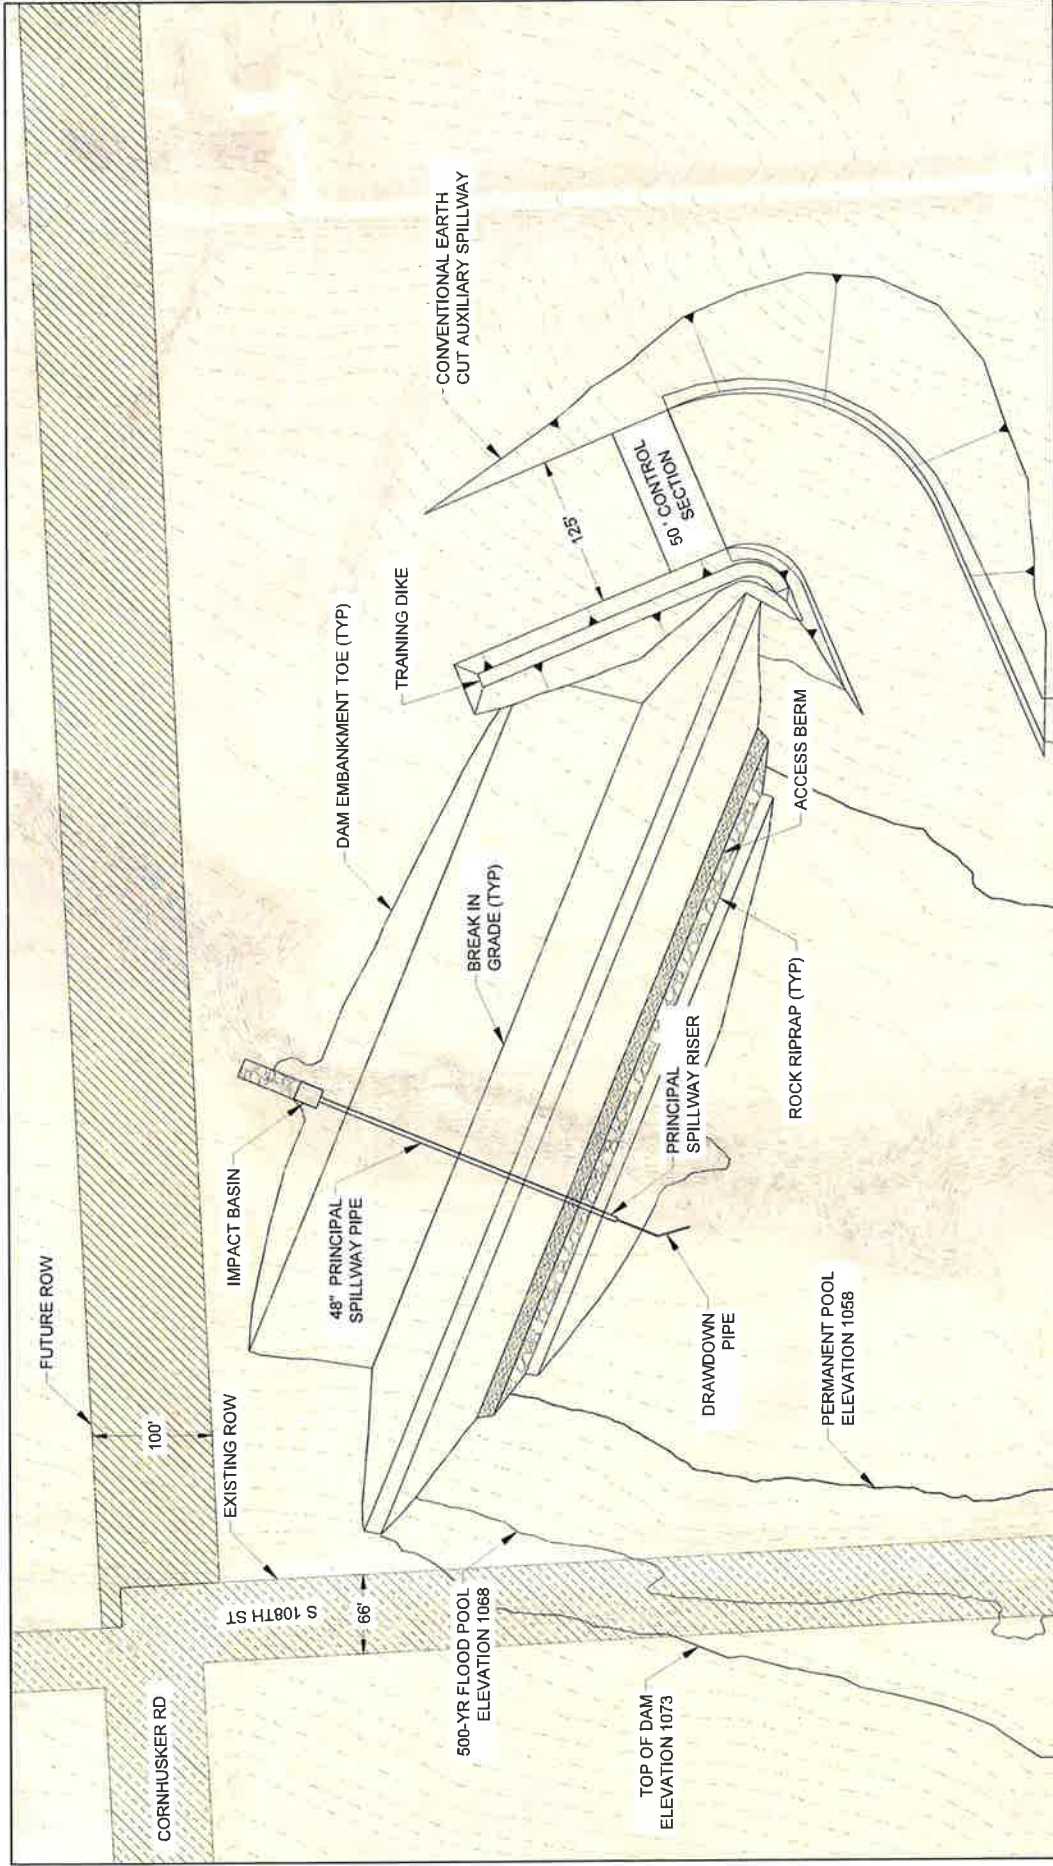 FUTURE ROW
100'
EXISTING ROW
CORNHUSKER RD
S 108TH ST
66'
IMPACT BASIN
48" PRINCIPAL
SPILLWAY PIPE
DAM EMBANKMENT TOE (TYP)
TRAINING DIKE
CONVENTIONAL EARTH
CUT AUXILIARY SPILLWAY
125'
50' CONTROL
SECTION
BREAK IN
GRADE (TYP)
ACCESS BERM
ROCK RIPRAP (TYP)
PRINCIPAL
SPILLWAY RISER
DRAWDOWN
PIPE
PERMANENT POOL
ELEVATION 1058
500-YR FLOOD POOL
ELEVATION 1068
TOP OF DAM
ELEVATION 1073